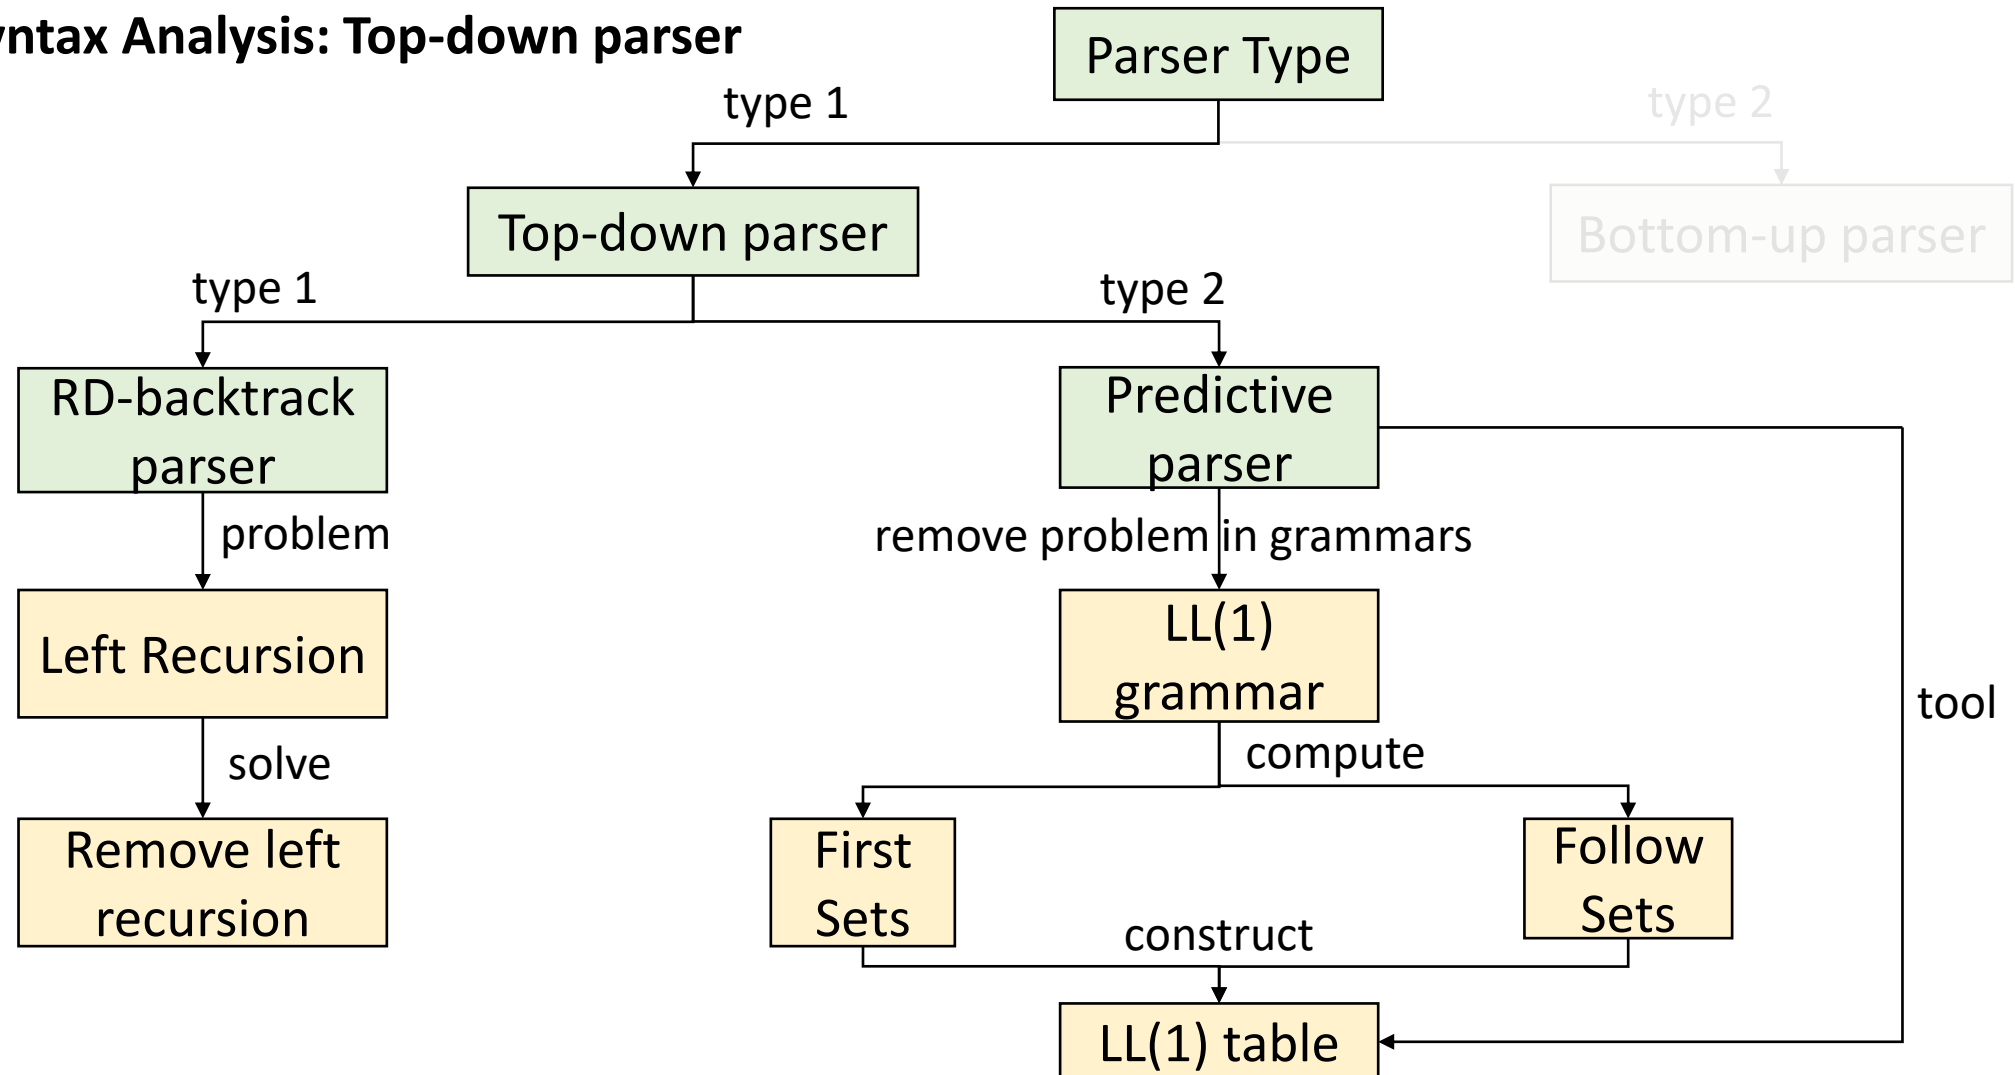 yntax Analysis: Top-down parser
Parser Type
type 1
type 2
Top-down parser
Bottom-up parser
type 1
type 2
RD-backtrack
parser
Predictive
parser
problem
remove problem in grammars
Left Recursion
LL(1)
grammar
tool
solve
compute
Remove left
recursion
First
Sets
Follow
Sets
construct
LL(1) table